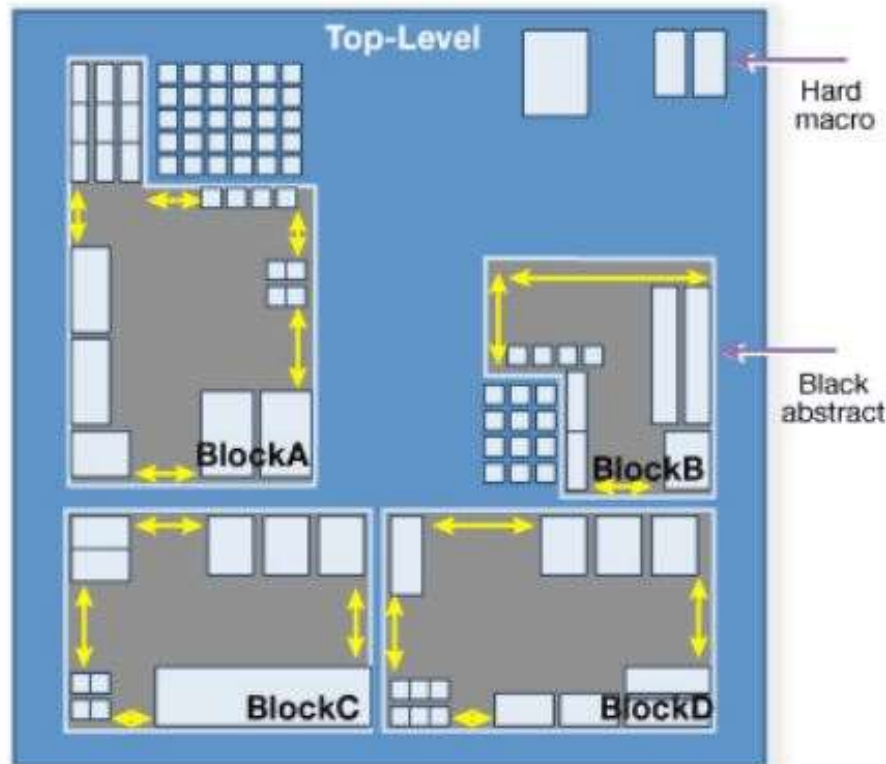 Top-Level
Hard
macro
Black
abstract
BlockA
BlockB
BlockC
BlockD